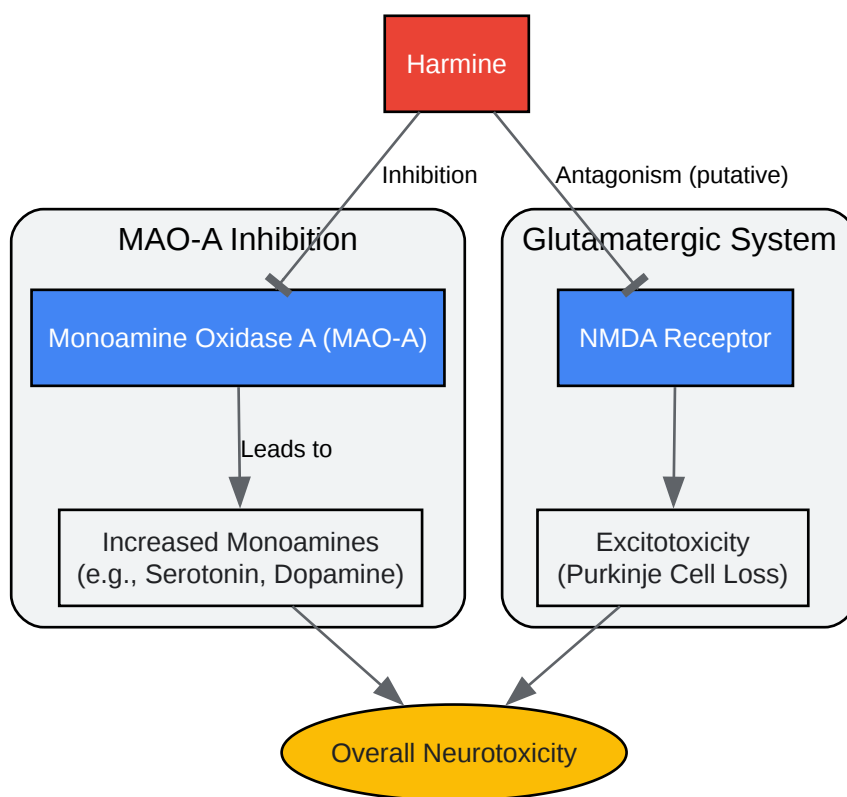 Harmine
Inhibition
Antagonism (putative)
MAO-A Inhibition
Glutamatergic System
Monoamine Oxidase A (MAO-A)
NMDA Receptor
Leads to
Increased Monoamines
(e.g., Serotonin, Dopamine)
Excitotoxicity
(Purkinje Cell Loss)
Overall Neurotoxicity